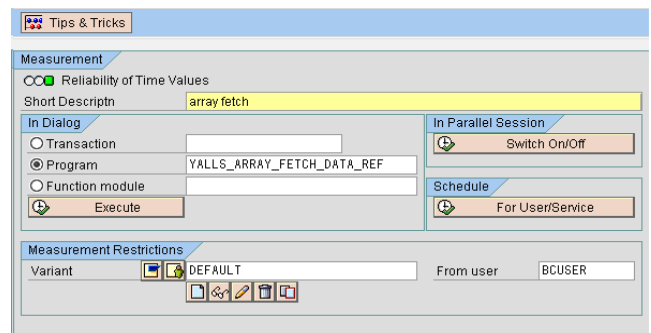 Tips & Tricks
Measurement
Reliability of Time Values
Short Descriptn array fetch
In Dialog
Transaction
Program YALLS_ARRAY_FETCH_DATA_REF
Function module
Execute
In Parallel Session
Switch On/Off
Schedule
For User/Service
Measurement Restrictions
Variant DEFAULT From user BCUSER